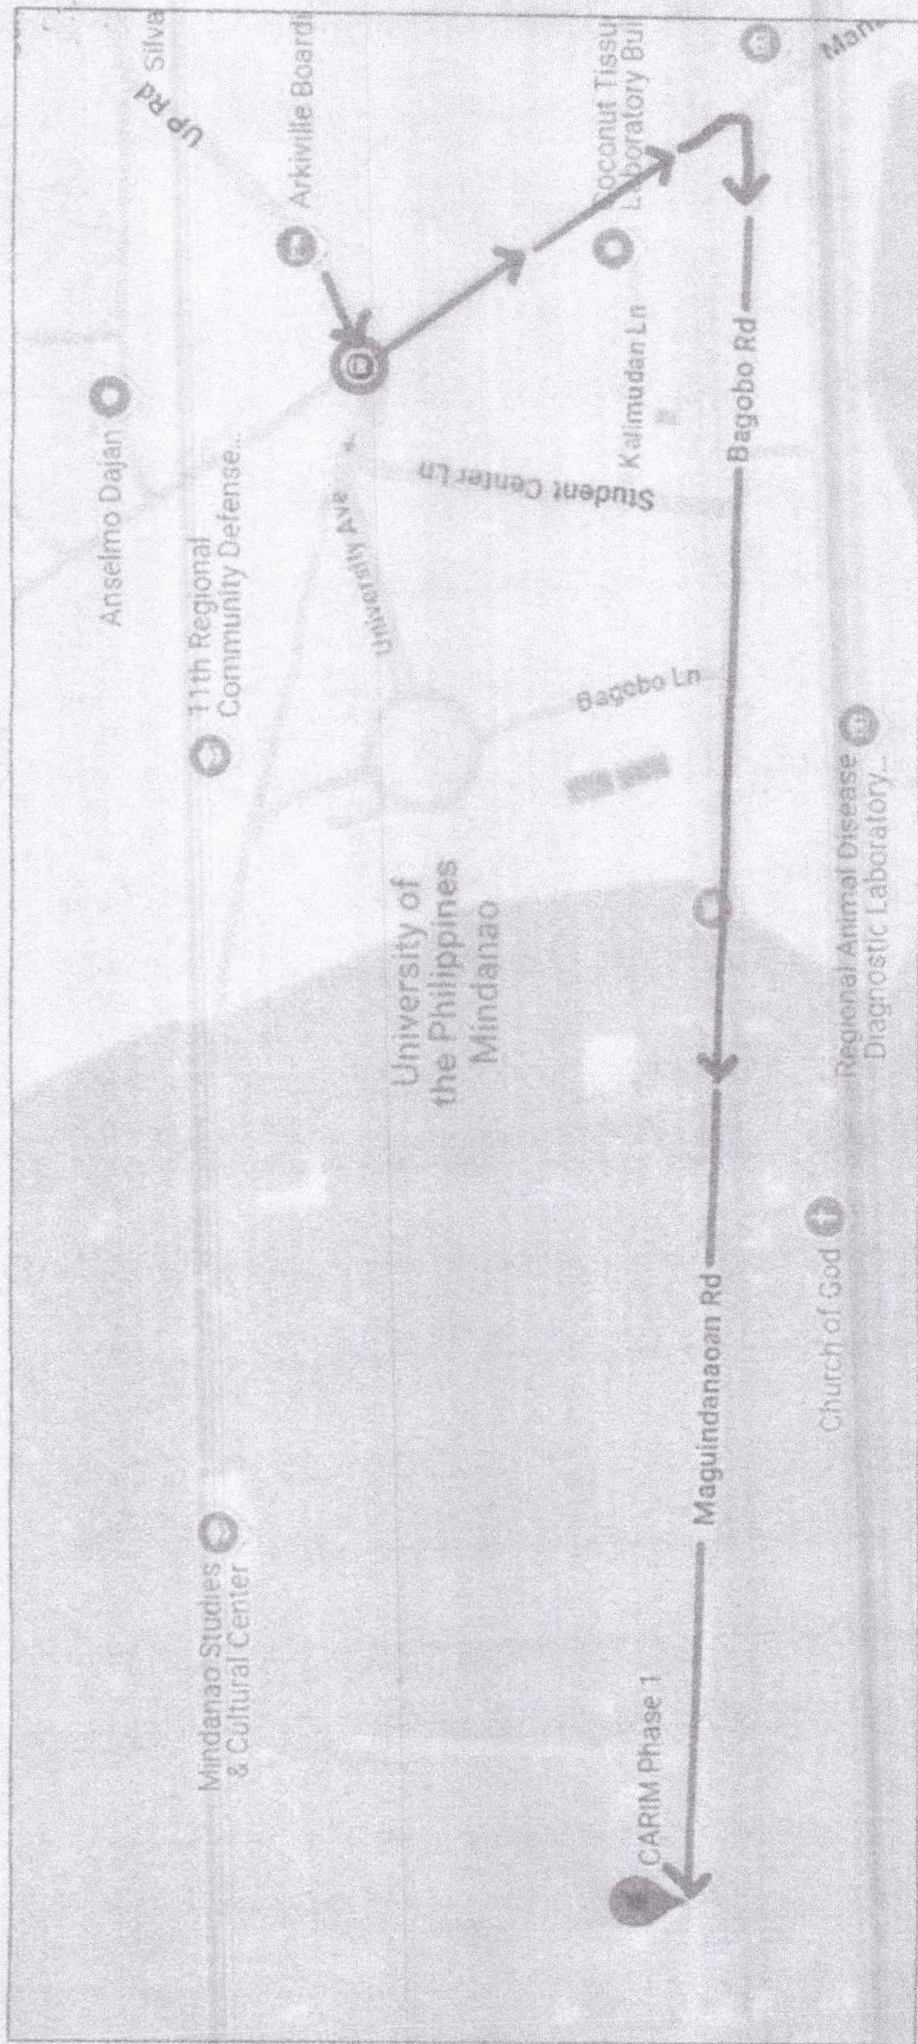 Silva
UP Rd
Arkiville Boardi
Coconut Tissu
Laboratory Bui
Anselmo Dajan
11th Regional
Community Defense...
University Ave
Student Center Ln
Kalimudan Ln
Bagobo Rd
Bagobo Ln
University of
the Philippines
Mindanao
Regional Animal Disease
Diagnostic Laboratory...
Mindanao Studies
& Cultural Center
Maguindanaoan Rd
Church of God
CARIM Phase 1